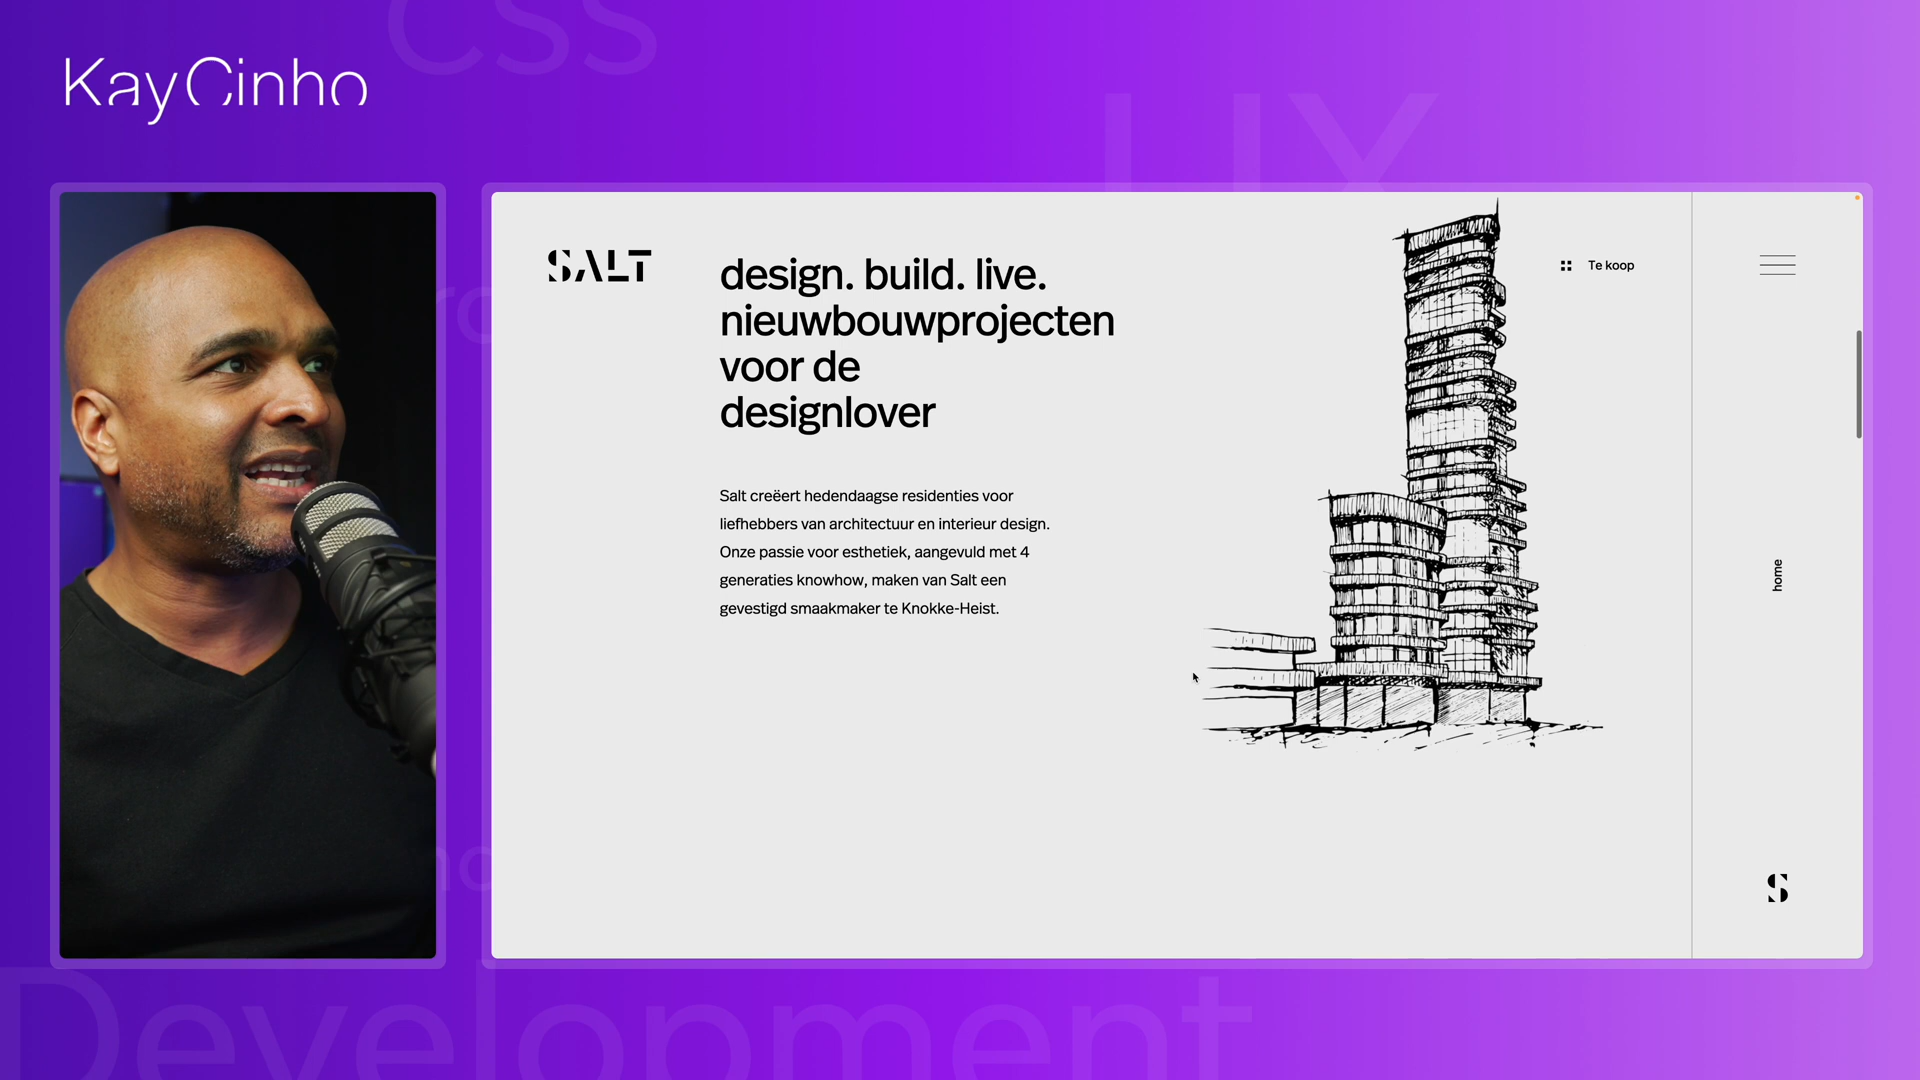 CSS
KayCinho
UX
SALT
design. build. live.
nieuwbouwprojecten
voor de
designlover
Te koop
Salt creëert hedendaagse residenties voor
liefhebbers van architectuur en interieur design.
Onze passie voor esthetiek, aangevuld met 4
generaties knowhow, maken van Salt een
gevestigd smaakmaker te Knokke-Heist.
home
S
Development